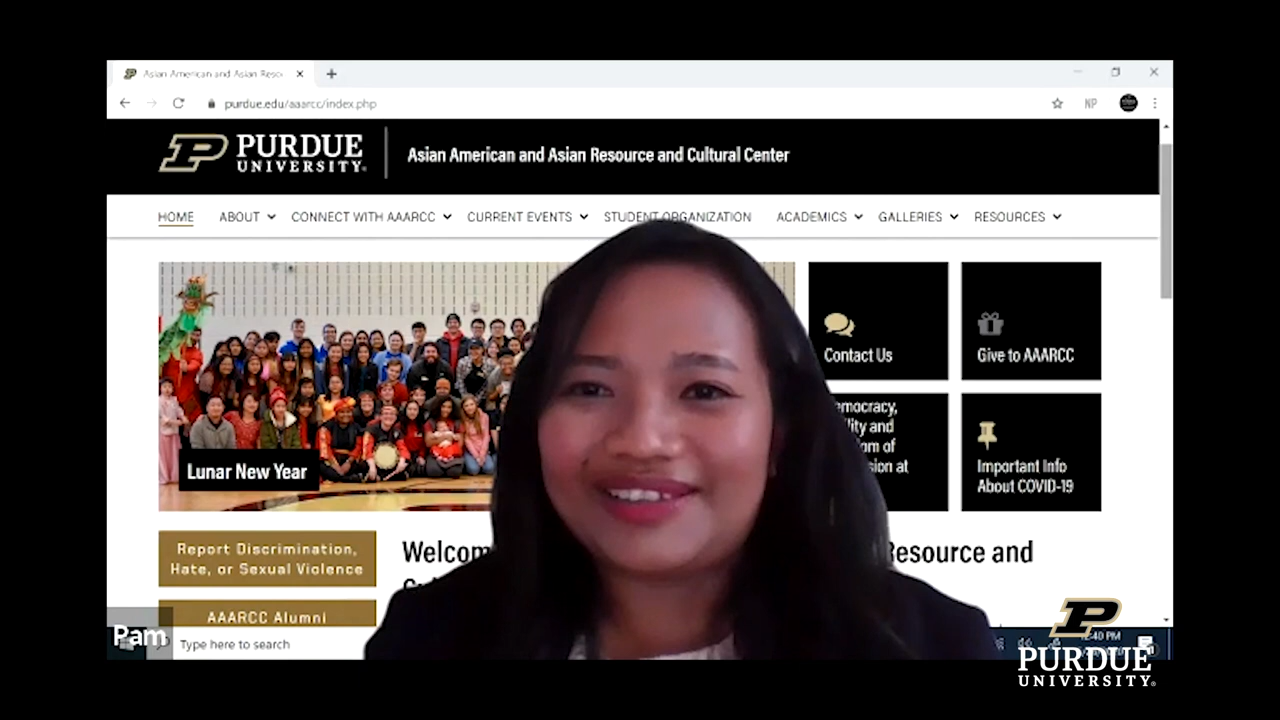 Asian American and Asian Reso
purdue.edu/aaarcc/index.php
NP
PURDUE
UNIVERSITY®
Asian American and Asian Resource and Cultural Center
HOME ABOUT CONNECT WITH AAARCC CURRENT EVENTS STUDENT ORGANIZATION ACADEMICS GALLERIES RESOURCES
Contact Us
Give to AAARCC
Lunar New Year
Important Info
About COVID-19
Report Discrimination,
Hate, or Sexual Violence
Resource and
AAARCC Alumni
Pam
Type here to search
:40 PM
PURDUE
UNIVERSITY®